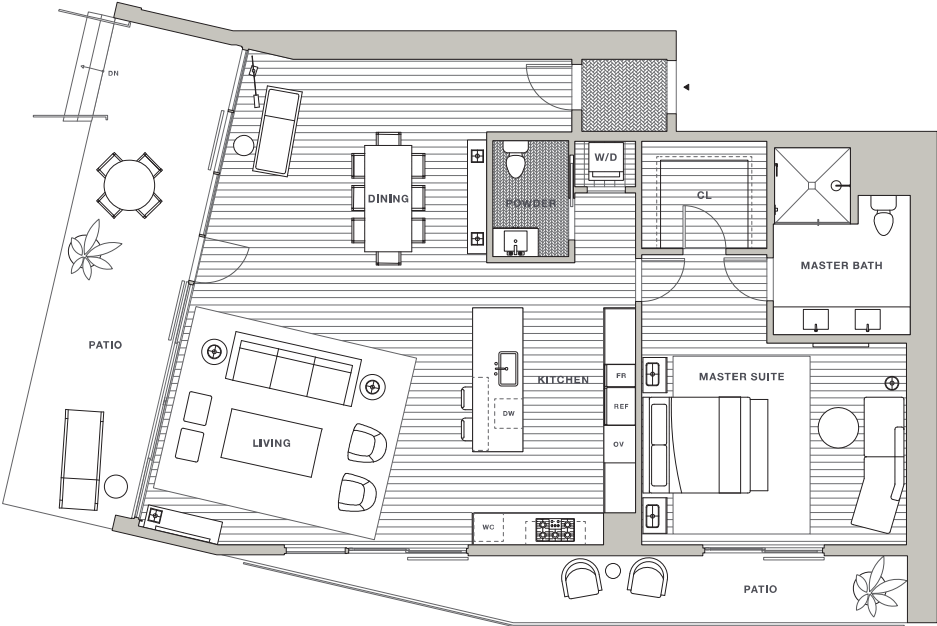 DN
W/D
CL
DINING
POWDER
MASTER BATH
PATIO
KITCHEN
FR
MASTER SUITE
REF
DW
LIVING
OV
WC
PATIO